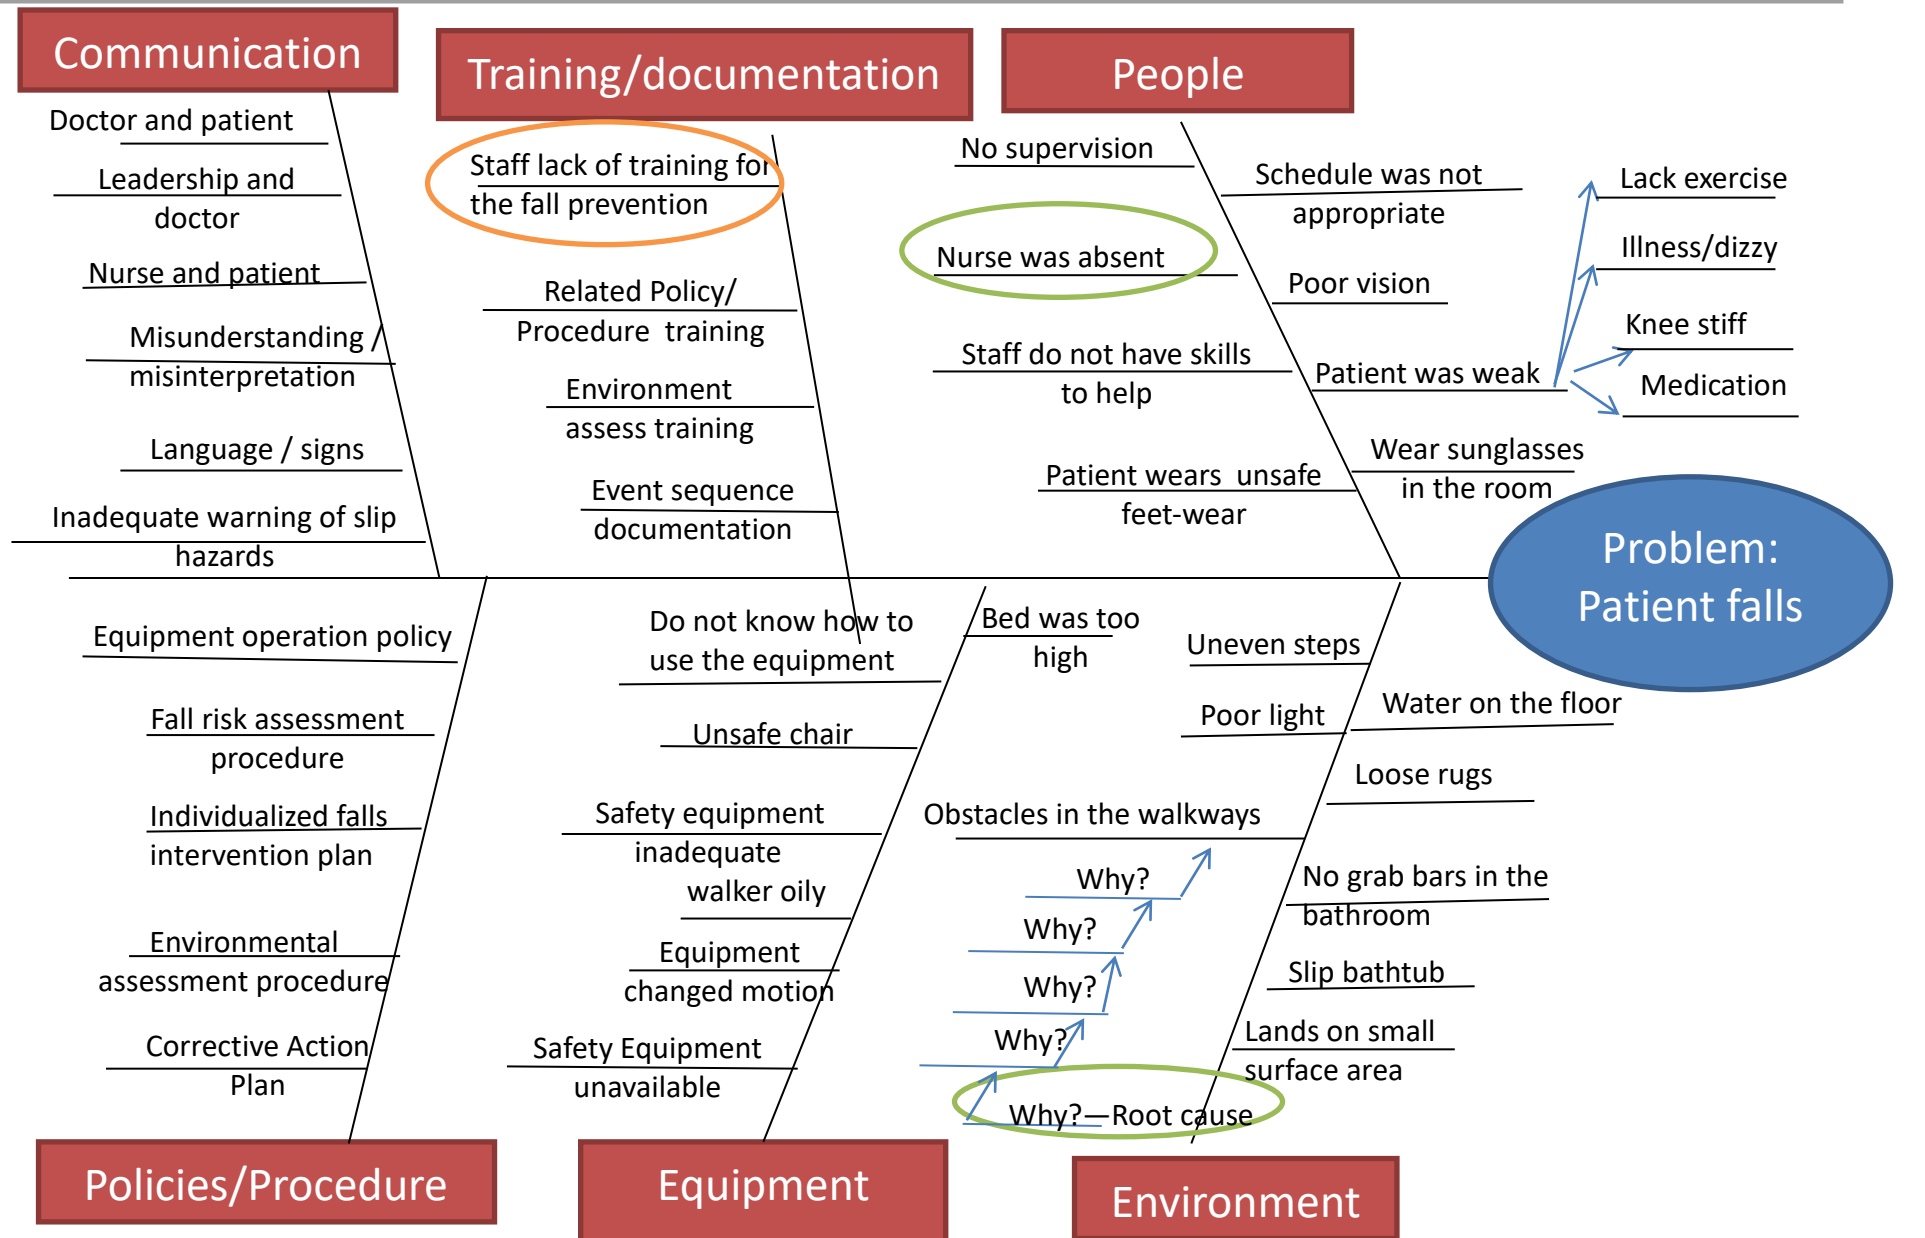 Communication
Training/documentation
People
Doctor and patient
Leadership and
doctor
Nurse and patient
Misunderstanding /
misinterpretation
Language / signs
Inadequate warning of slip
hazards
Staff lack of training for
the fall prevention
Related Policy/
Procedure training
Environment
assess training
Event sequence
documentation
No supervision
Nurse was absent
Staff do not have skills
to help
Patient wears unsafe
feet-wear
Schedule was not
appropriate
Poor vision
Patient was weak
Wear sunglasses
in the room
Lack exercise
Illness/dizzy
Knee stiff
Medication
Problem:
Patient falls
Equipment operation policy
Fall risk assessment
procedure
Individualized falls
intervention plan
Environmental
assessment procedure
Corrective Action
Plan
Do not know how to
use the equipment
Unsafe chair
Safety equipment
inadequate
walker oily
Equipment
changed motion
Safety Equipment
unavailable
Bed was too
high
Uneven steps
Poor light
Obstacles in the walkways
Why?
Why?
Why?
Why?
Why?—Root cause
Water on the floor
Loose rugs
No grab bars in the
bathroom
Slip bathtub
Lands on small
surface area
Policies/Procedure
Equipment
Environment